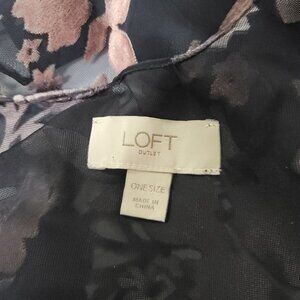 LOFT
OUTLET
ONE SIZE
MADE IN
CHINA